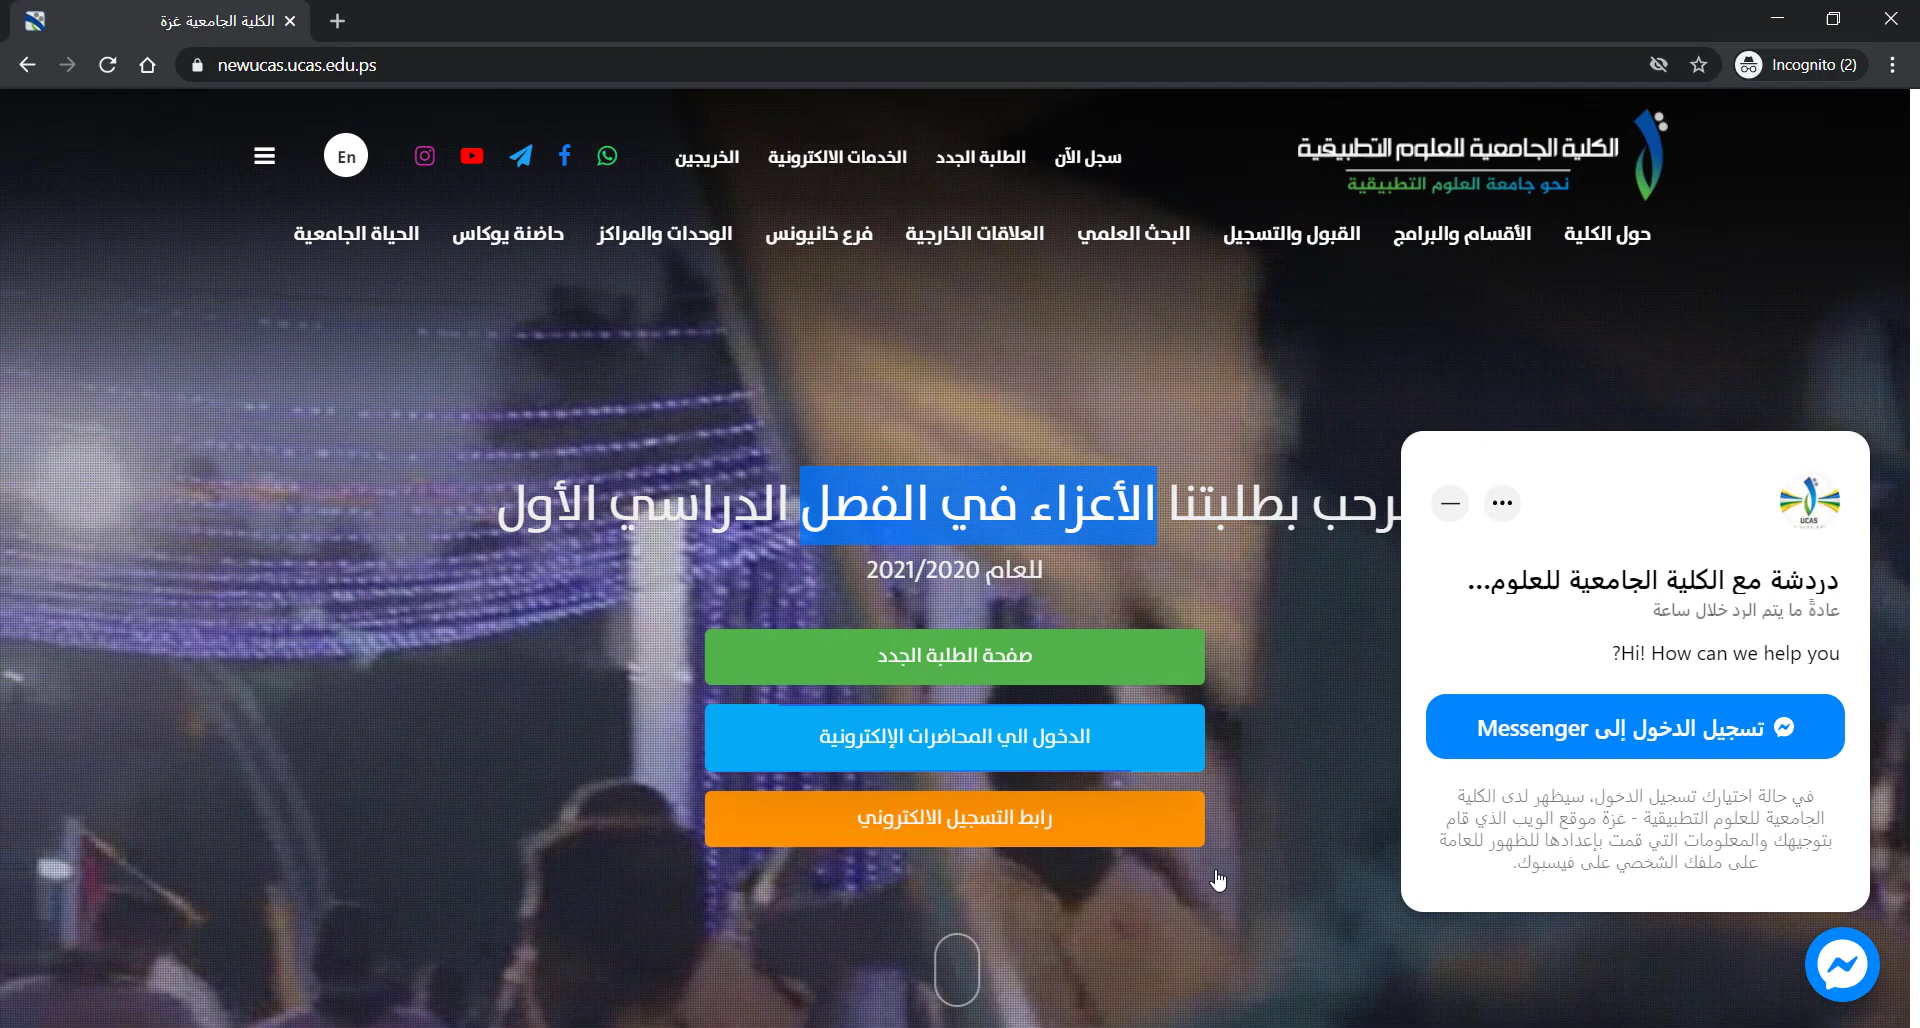 الكلية الجامعية غزة
newucas.ucas.edu.ps
Incognito (2)
الكلية الجامعية للعلوم التطبيقية
نحو جامعة العلوم التطبيقية
سجل الآن
الطلبة الجدد
الخدمات الالكترونية
الخريجين
En
حول الكلية
الأقسام والبرامج
القبول والتسجيل
البحث العلمي
العلاقات الخارجية
فرع خانيونس
الوحدات والمراكز
حاضنة يوكاس
الحياة الجامعية
بطلبتنا الأعزاء في الفصل الدراسي الأول
للعام 2021/2020
صفحة الطلبة الجدد
الدخول الي المحاضرات الإلكترونية
رابط التسجيل الالكتروني
UCAS
دردشة مع الكلية الجامعية للعلوم...
عادةً ما يتم الرد خلال ساعة
?Hi! How can we help you
تسجيل الدخول إلى Messenger
في حالة اختيارك تسجيل الدخول، سيظهر لدى الكلية
الجامعية للعلوم التطبيقية - غزة موقع الويب الذي قام
بتوجيهك والمعلومات التي قمت بإعدادها للظهور للعامة
على ملفك الشخصي على فيسبوك.